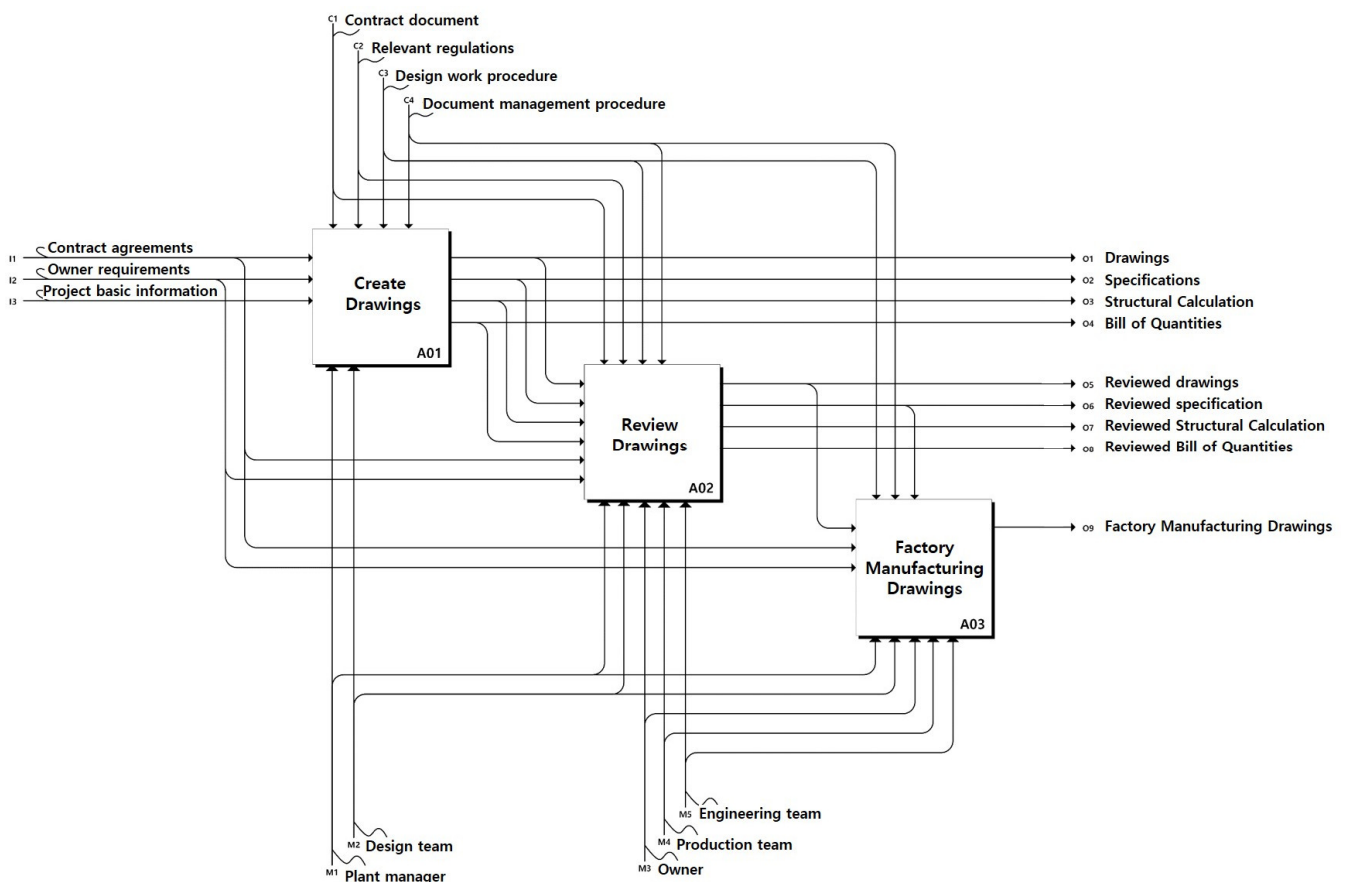 C1 Contract document
C2 Relevant regulations
C3 Design work procedure
C4 Document management procedure
I1 Contract agreements
I2 Owner requirements
I3 Project basic information
Create
Drawings
A01
O1 Drawings
O2 Specifications
O3 Structural Calculation
O4 Bill of Quantities
Review
Drawings
A02
O5 Reviewed drawings
O6 Reviewed specification
O7 Reviewed Structural Calculation
O8 Reviewed Bill of Quantities
Factory
Manufacturing
Drawings
A03
O9 Factory Manufacturing Drawings
M5 Engineering team
M4 Production team
M3 Owner
M2 Design team
M1 Plant manager